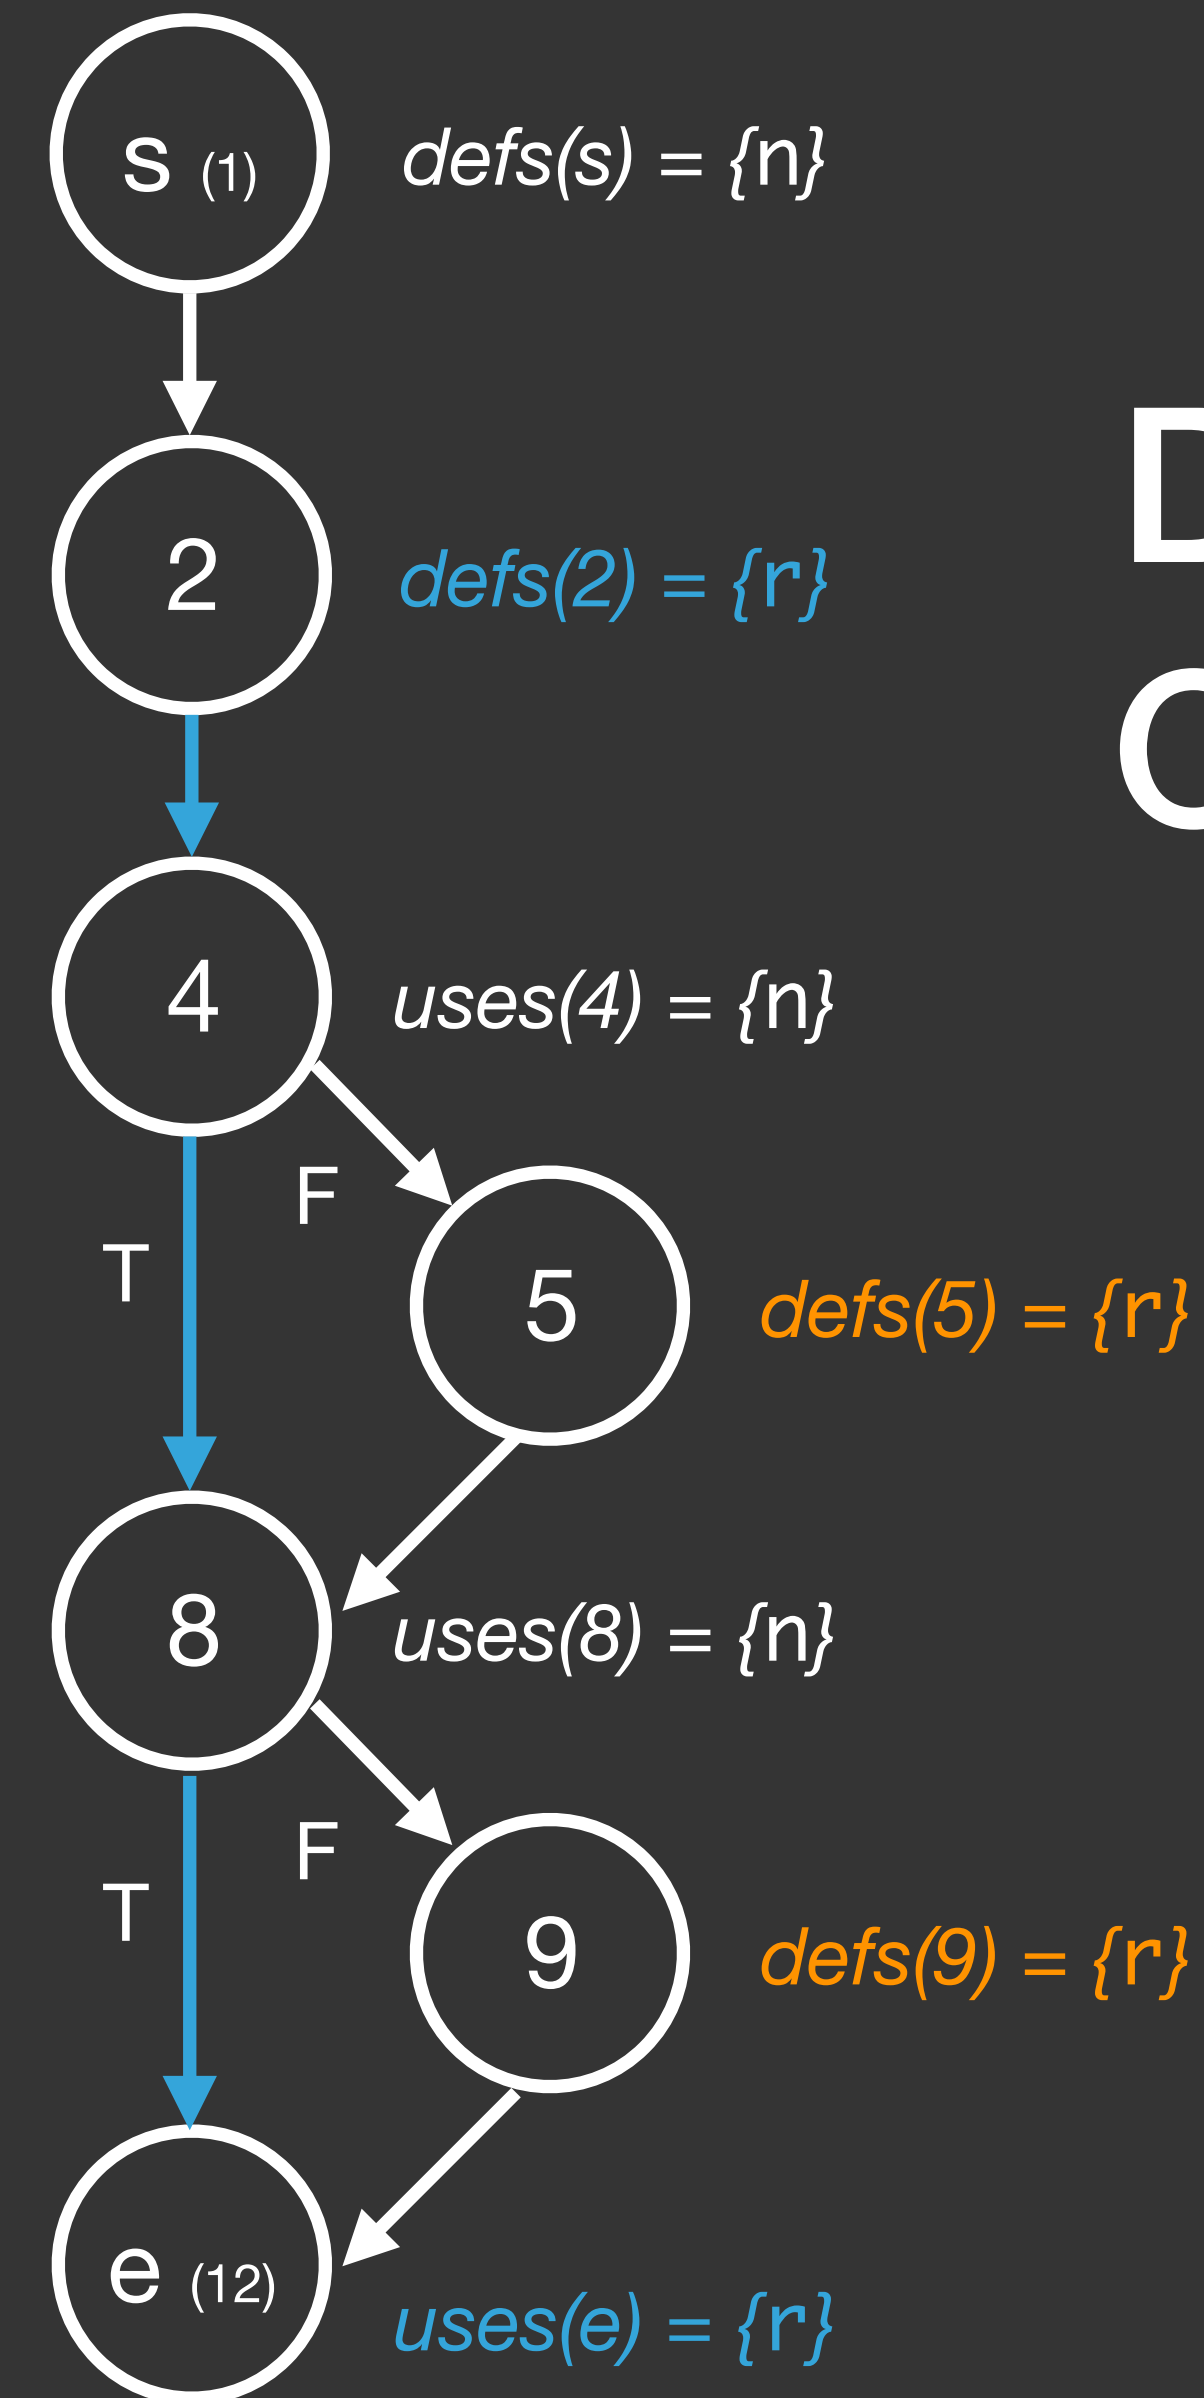 s (1) defs(s) = {n}
D
2 defs(2) = {r}
4 uses(4) = {n}
F
T
5 defs(5) = {r}
8 uses(8) = {n}
F
T
9 defs(9) = {r}
e (12) uses(e) = {r}